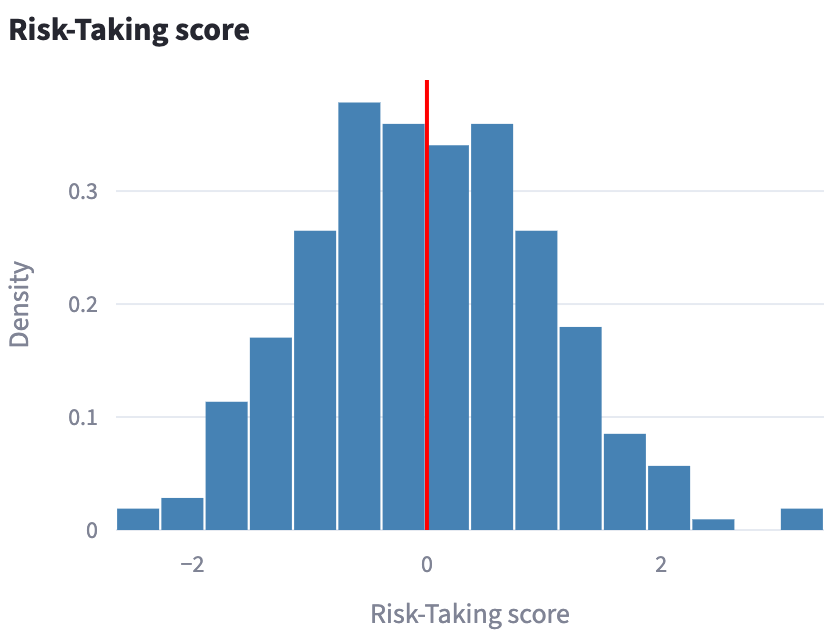 Risk-Taking score
0.3
0.2
0.1
0
Density
−2
0
2
Risk-Taking score